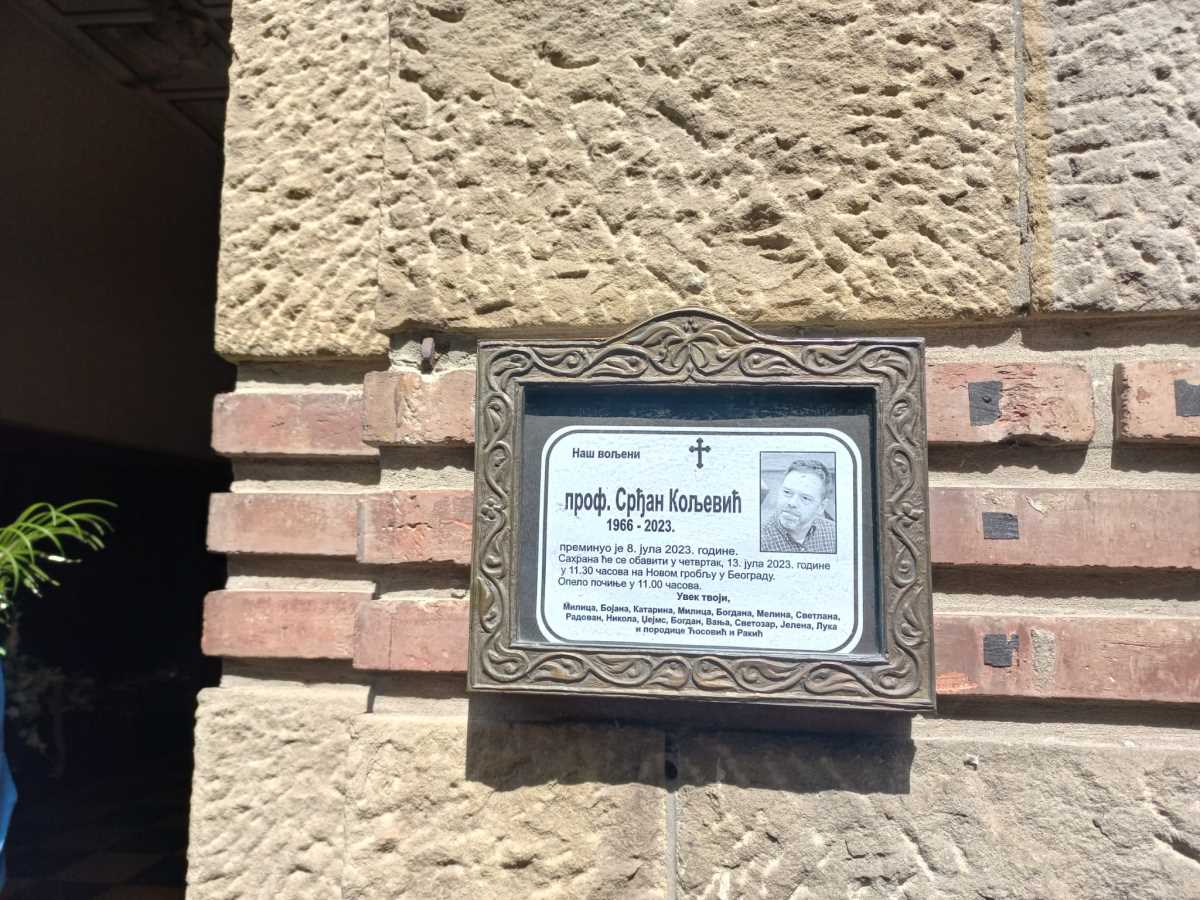 Наш вољени
проф. Срђан Кољевић
1966 - 2023.
преминуо је 8. јула 2023. године.
Сахрана ће се обавити у четвртак, 13. јула 2023. године
у 11.30 часова на Новом гробљу у Београду.
Опело почиње у 11.00 часова.
Увек твоји,
Милица, Бојана, Катарина, Милица, Богдана, Мелина, Светлана,
Радован, Никола, Џејмс, Богдан, Вања, Светозар, Јелена, Лука
и породице Ћосовић и Ракић